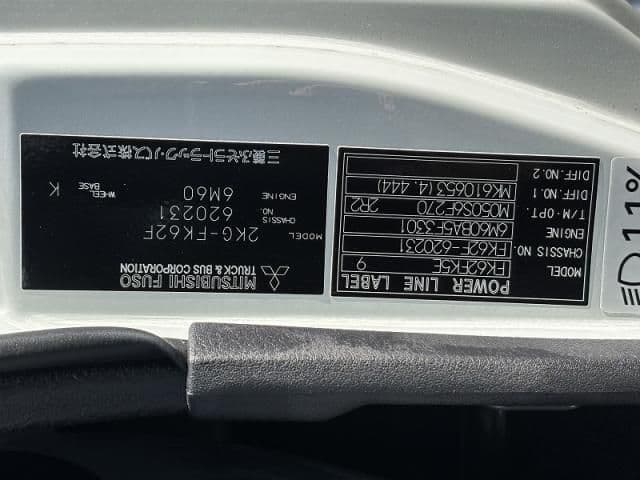 MITSUBISHI FUSO
TRUCK & BUS CORPORATION
MODEL 2KG-FK62F
CHASSIS NO. 620231
ENGINE 6M60 WHEEL BASE K
三菱ふそうトラック・バス株式会社
POWER LINE LABEL
MODEL FK62FK5E 9
CHASSIS NO FK62F-620231
ENGINE 6M60BA5F-3301
T/M・OPT. M050S6F-270 2R2
DIFF.NO.1 MK610653(4.444)
DIFF.NO.2
11%